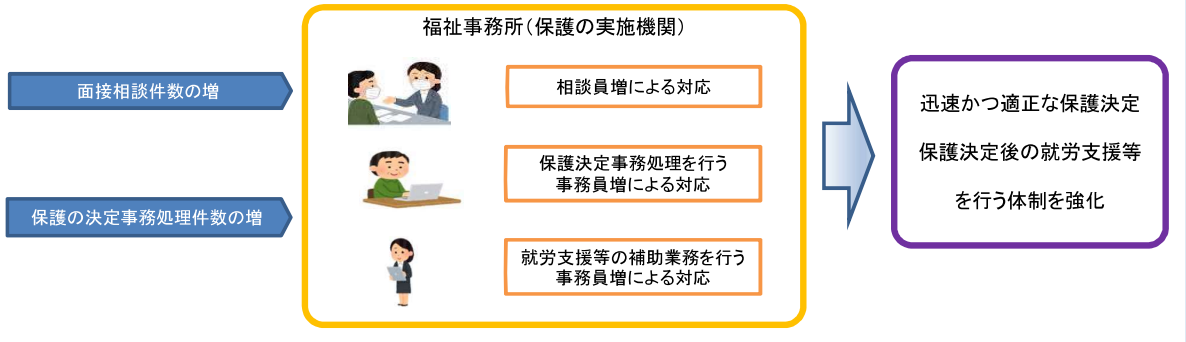 福祉事務所（保護の実施機関）
面接相談件数の増
保護の決定事務処理件数の増
相談員増による対応
保護決定事務処理を行う
事務員増による対応
就労支援等の補助業務を行う
事務員増による対応
迅速かつ適正な保護決定
保護決定後の就労支援等
を行う体制を強化